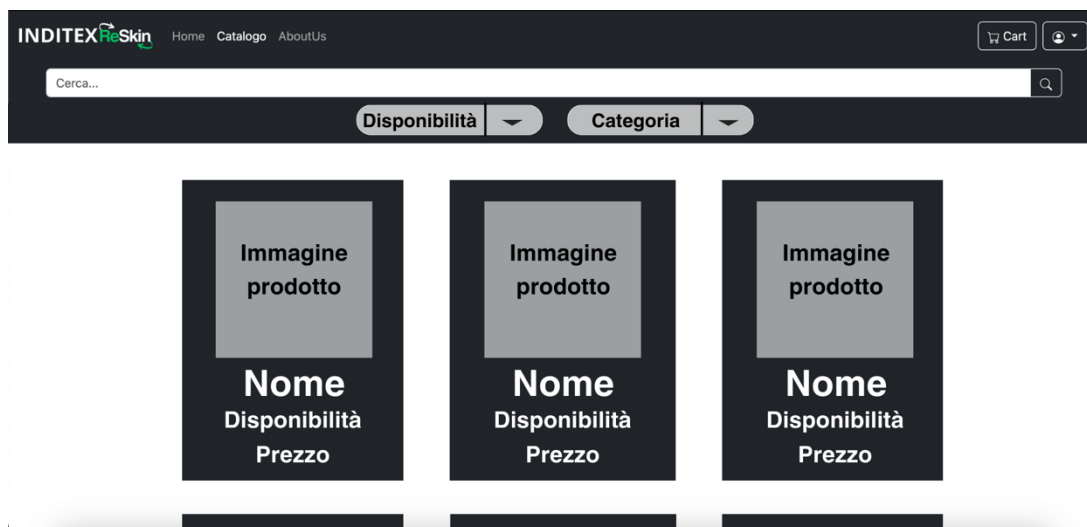 INDITEX ReSkin Home Catalogo AboutUs Cart
Cerca...
Disponibilità Categoria
Immagine prodotto
Nome
Disponibilità
Prezzo
Immagine prodotto
Nome
Disponibilità
Prezzo
Immagine prodotto
Nome
Disponibilità
Prezzo